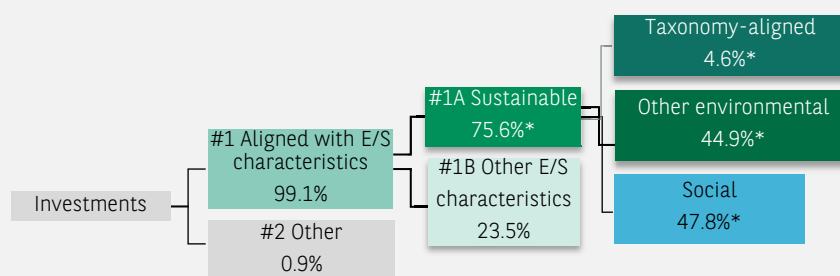 Investments
#1 Aligned with E/S
characteristics
99.1%
#2 Other
0.9%
#1A Sustainable
75.6%*
#1B Other E/S
characteristics
23.5%
Taxonomy-aligned
4.6%*
Other environmental
44.9%*
Social
47.8%*